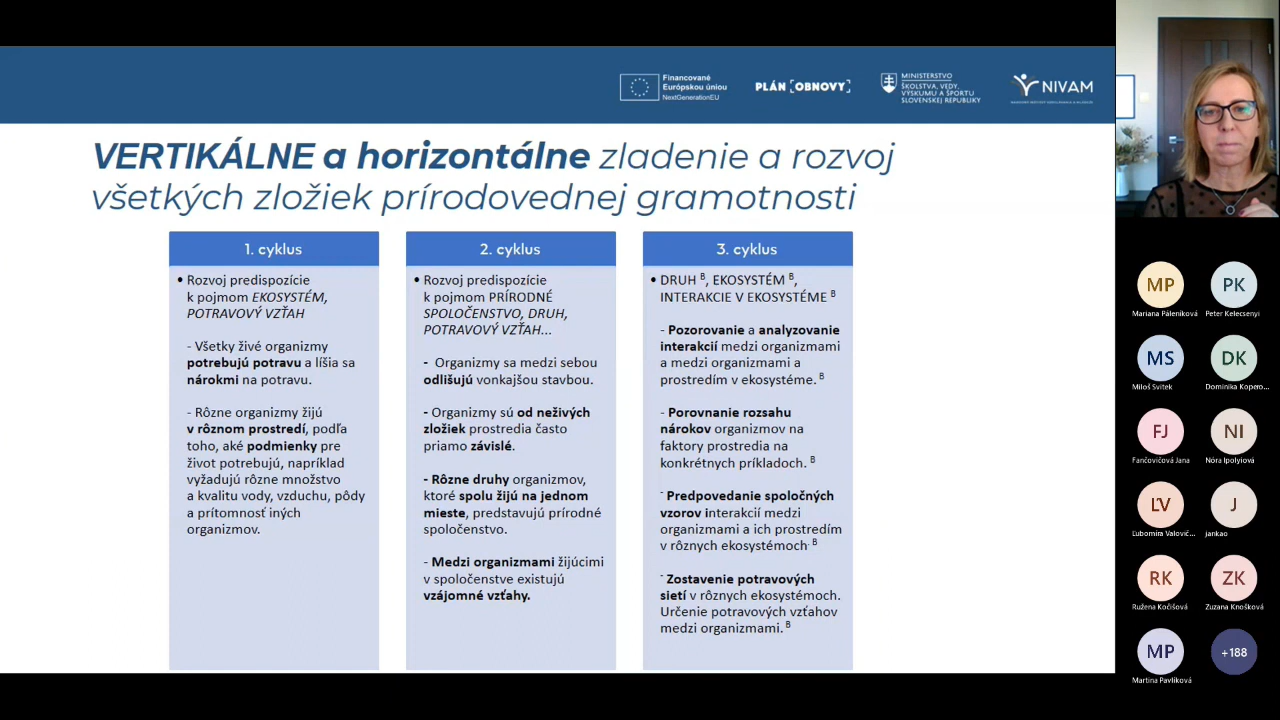 Financované
Európskou úniou
NextGenerationEU
PLÁN [OBNOVY]
MINISTERSTVO
ŠKOLSTVA, VEDY,
VÝSKUMU A ŠPORTU
SLOVENSKEJ REPUBLIKY
NIVAM
VERTIKÁLNE a horizontálne zladenie a rozvoj
všetkých zložiek prírodovednej gramotnosti
1. cyklus
• Rozvoj predispozície
k pojmom EKOSYSTÉM,
POTRAVOVÝ VZŤAH
- Všetky živé organizmy
potrebujú potravu a líšia sa
nárokmi na potravu.
- Rôzne organizmy žijú
v rôznom prostredí, podľa
toho, aké podmienky pre
život potrebujú, napríklad
vyžadujú rôzne množstvo
a kvalitu vody, vzduchu, pôdy
a prítomnosť iných
organizmov.
2. cyklus
• Rozvoj predispozície
k pojmom PRÍRODNÉ
SPOLOČENSTVO, DRUH,
POTRAVOVÝ VZŤAH...
- Organizmy sa medzi sebou
odlišujú vonkajšou stavbou.
- Organizmy sú od neživých
zložiek prostredia často
priamo závislé.
- Rôzne druhy organizmov,
ktoré spolu žijú na jednom
mieste, predstavujú prírodné
spoločenstvo.
- Medzi organizmami žijúcimi
v spoločenstve existujú
vzájomné vzťahy.
3. cyklus
• DRUH B, EKOSYSTÉM B,
INTERAKCIE V EKOSYSTÉME B
- Pozorovanie a analyzovanie
interakcií medzi organizmami
a medzi organizmami a
prostredím v ekosystéme. B
- Porovnanie rozsahu
nárokov organizmov na
faktory prostredia na
konkrétnych príkladoch. B
- Predpovedanie spoločných
vzorov interakcií medzi
organizmami a ich prostredím
v rôznych ekosystémoch. B
- Zostavenie potravových
sietí v rôznych ekosystémoch.
Určenie potravových vzťahov
medzi organizmami. B
MP
PK
Mariana Páleníková
Peter Kelecsenyi
MS
DK
Miloš Svitek
Dominika Kopero...
FJ
NI
Fančovičová Jana
Nóra Ipolyiová
ĽV
J
Ľubomíra Valovič...
jankao
RK
ZK
Ružena Kočišová
Zuzana Knošková
MP
+188
Martina Pavlíková